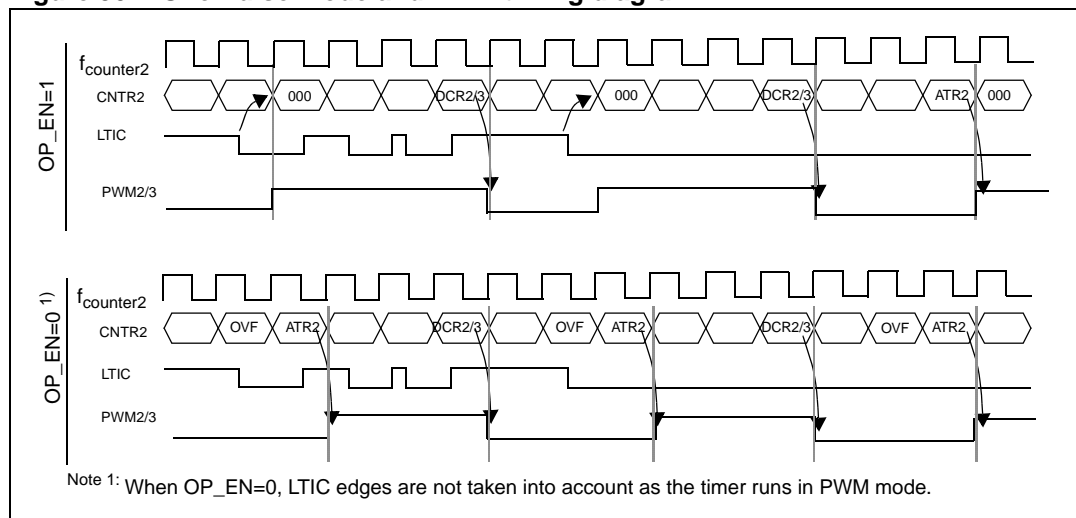 OP_EN=1
fcounter2
CNTR2 000 DCR2/3 000 DCR2/3 ATR2 000
LTIC
PWM2/3
OP_EN=0 1)
fcounter2
CNTR2 OVF ATR2 DCR2/3 OVF ATR2 DCR2/3 OVF ATR2
LTIC
PWM2/3
Note 1: When OP_EN=0, LTIC edges are not taken into account as the timer runs in PWM mode.